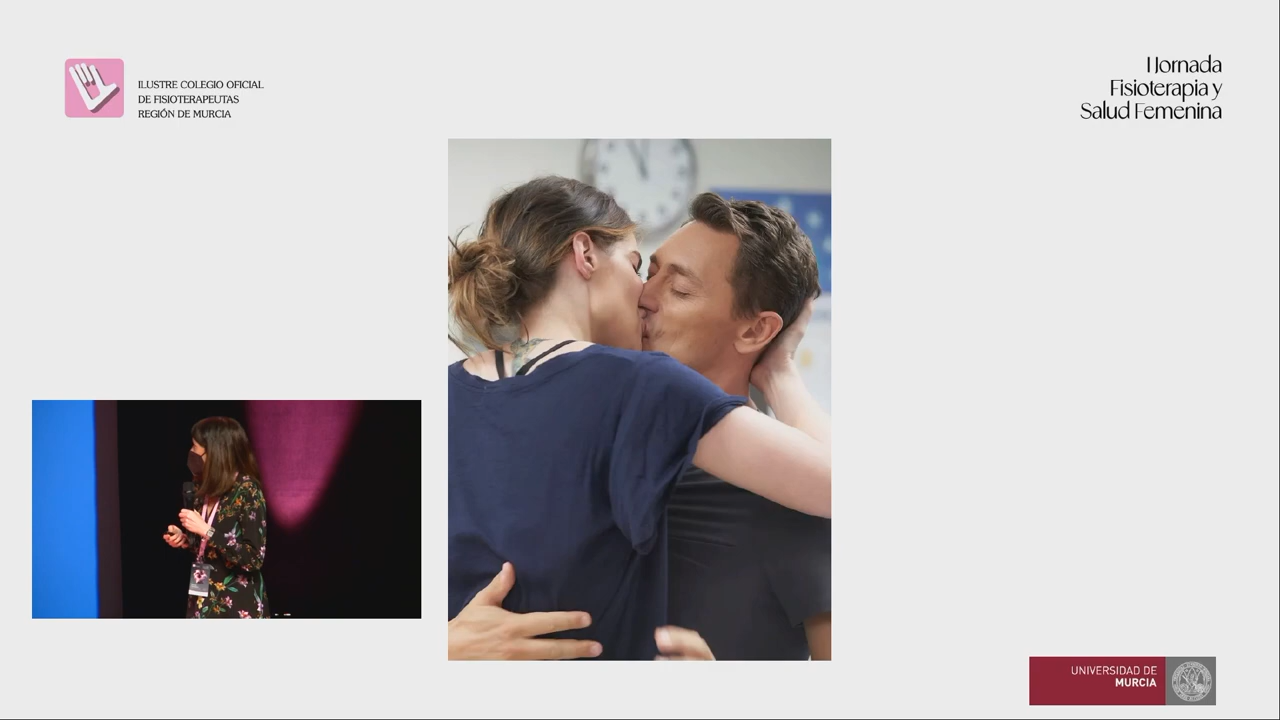 ILUSTRE COLEGIO OFICIAL
DE FISIOTERAPEUTAS
REGIÓN DE MURCIA
I Jornada
Fisioterapia y
Salud Femenina
UNIVERSIDAD DE
MURCIA